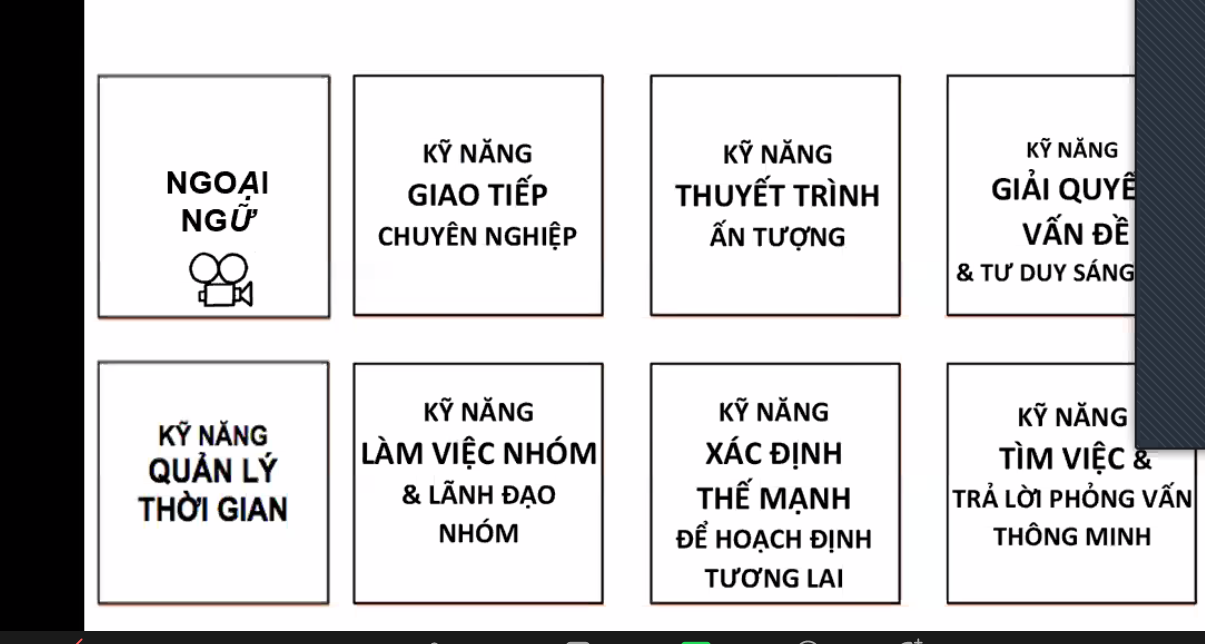 NGOẠI
NGỮ
KỸ NĂNG
GIAO TIẾP
CHUYÊN NGHIỆP
KỸ NĂNG
THUYẾT TRÌNH
ẤN TƯỢNG
KỸ NĂNG
GIẢI
VẤN ĐỀ
& TƯ DUY SÁNG
KỸ NĂNG
QUẢN LÝ
THỜI GIAN
KỸ NĂNG
LÀM VIỆC NHÓM
& LÃNH ĐẠO
NHÓM
KỸ NĂNG
XÁC ĐỊNH
THẾ MẠNH
ĐỂ HOẠCH ĐỊNH
TƯƠNG LAI
KỸ NĂNG
TÌM VIỆC &
TRẢ LỜI PHỎNG VẤN
THÔNG MINH